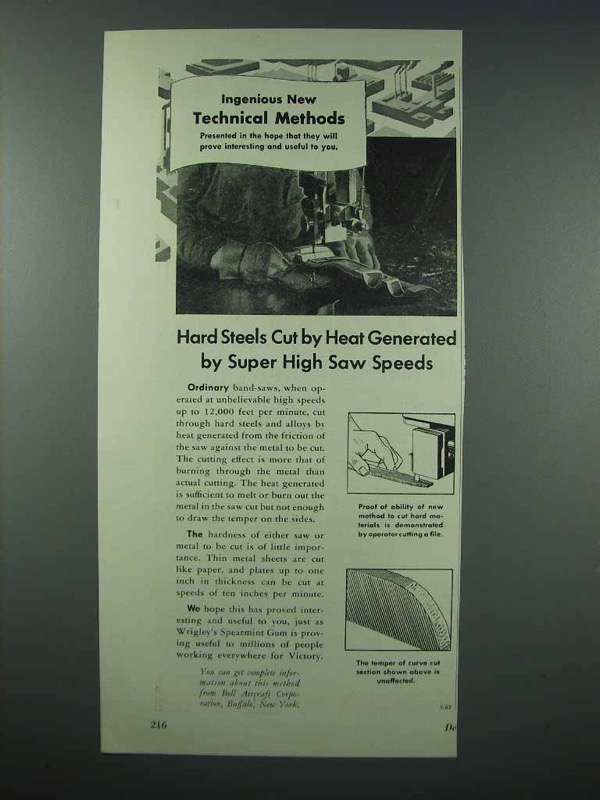 Ingenious New
Technical Methods
Presented in the hope that they will
prove interesting and useful to you.
Hard Steels Cut by Heat Generated
by Super High Saw Speeds
Ordinary band-saws, when op-
erated at unbelievable high speeds
up to 12,000 feet per minute, cut
through hard steels and alloys by
heat generated from the friction of
the saw against the metal to be cut.
The cutting effect is more that of
burning through the metal than
actual cutting. The heat generated
is sufficient to melt or burn out the
metal in the saw cut but not enough
to draw the temper on the sides.
The hardness of either saw or
metal to be cut is of little impor-
tance. Thin metal sheets are cut
like paper, and plates up to one
inch in thickness can be cut at
speeds of ten inches per minute.
We hope this has proved inter-
esting and useful to you, just as
Wrigley's Spearmint Gum is prov-
ing useful to millions of people
working everywhere for Victory.
You can get complete infor-
mation about this method
from Bell Aircraft Corpo-
ration, Buffalo, New York.
Proof of ability of new
method to cut hard ma-
terials is demonstrated
by operator cutting a file.
The temper of curve cut
section shown above is
unaffected.
216
De